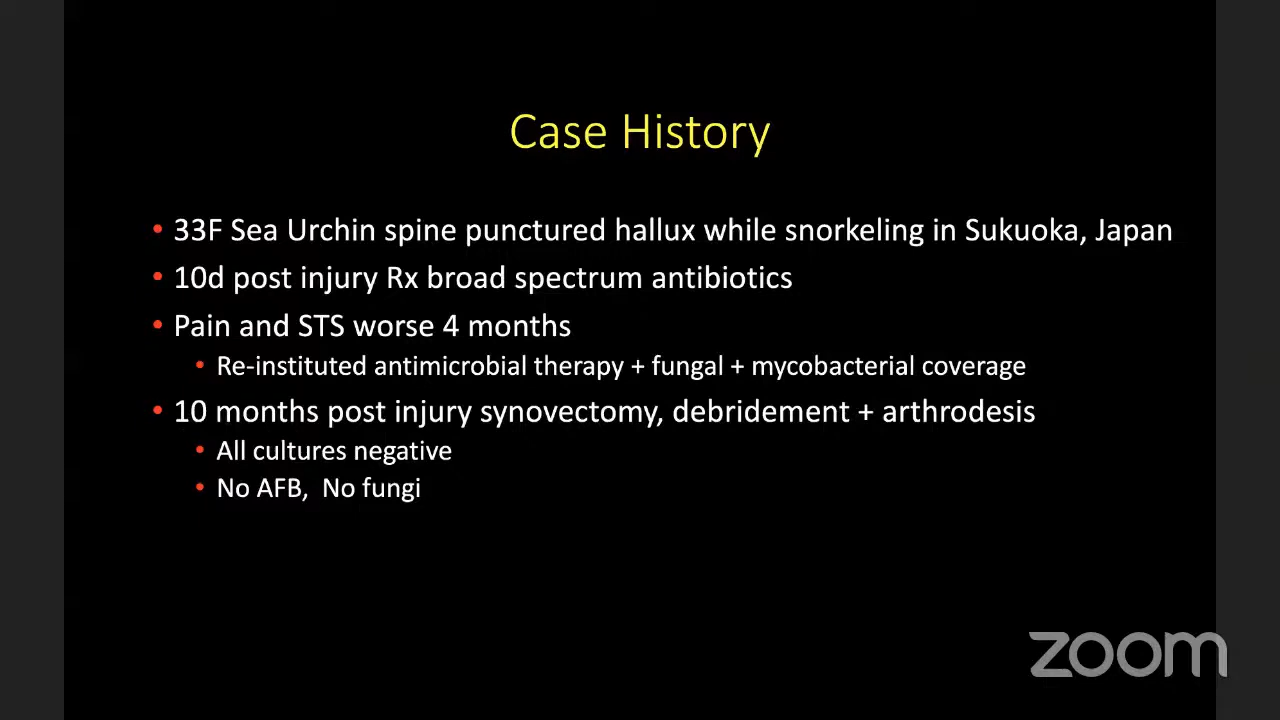 Case History
• 33F Sea Urchin spine punctured hallux while snorkeling in Sukuoka, Japan
• 10d post injury Rx broad spectrum antibiotics
• Pain and STS worse 4 months
• Re-instituted antimicrobial therapy + fungal + mycobacterial coverage
• 10 months post injury synovectomy, debridement + arthrodesis
• All cultures negative
• No AFB, No fungi
zoom